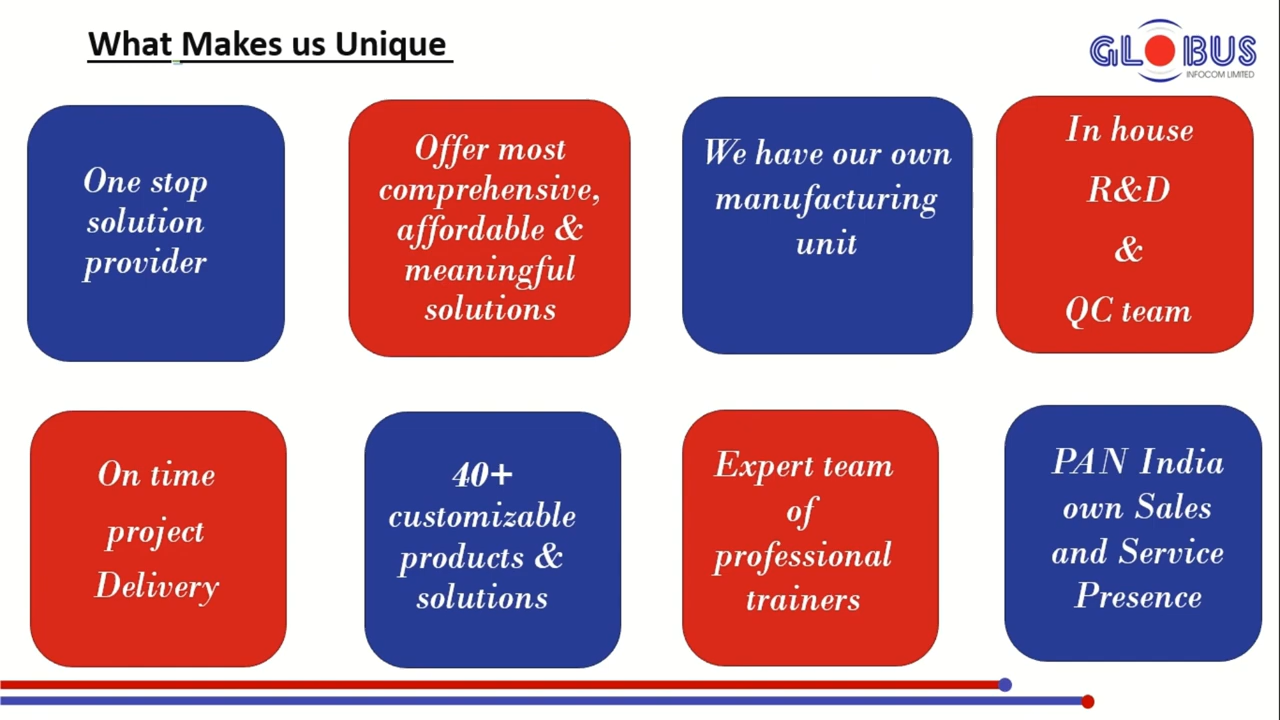 What Makes us Unique
GLOBUS
INFOCOM LIMITED
One stop
solution
provider
Offer most
comprehensive,
affordable &
meaningful
solutions
We have our own
manufacturing
unit
In house
R&D
&
QC team
On time
project
Delivery
40+
customizable
products &
solutions
Expert team
of
professional
trainers
PAN India
own Sales
and Service
Presence